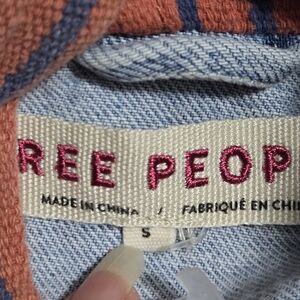 REE PEOP
MADE IN CHINA / FABRIQUÉ EN CHI
S